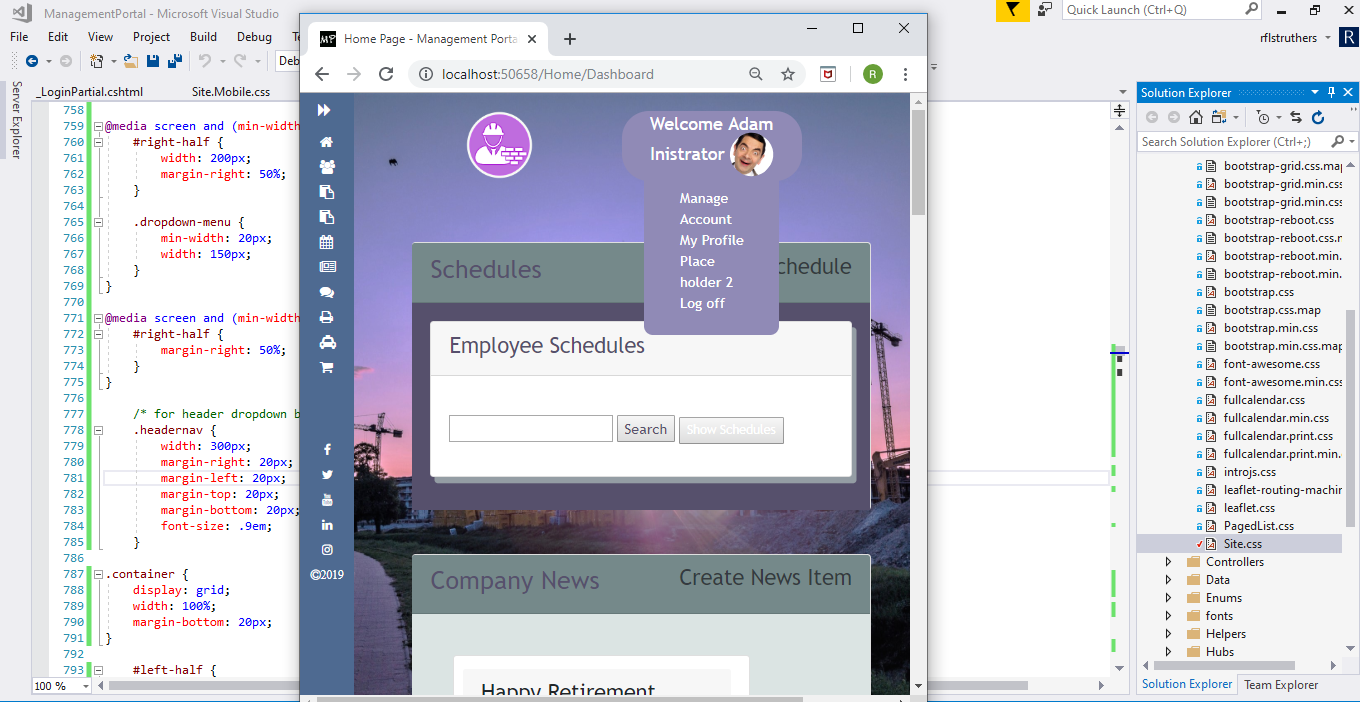 ManagementPortal - Microsoft Visual Studio
Quick Launch (Ctrl+Q)
File Edit View Project Build Debug
rflstruthers R
Deb
Server Explorer
_LoginPartial.cshtml Site.Mobile.css
758
759 @media screen and (min-width
760 #right-half {
761 width: 200px;
762 margin-right: 50%;
763 }
764
765 .dropdown-menu {
766 min-width: 20px;
767 width: 150px;
768 }
769 }
770
771 @media screen and (min-width
772 #right-half {
773 margin-right: 50%;
774 }
775 }
776
777 /* for header dropdown b
778 .headernav {
779 width: 300px;
780 margin-right: 20px;
781 margin-left: 20px;
782 margin-top: 20px;
783 margin-bottom: 20px;
784 font-size: .9em;
785 }
786
787 .container {
788 display: grid;
789 width: 100%;
790 margin-bottom: 20px;
791 }
792
793 #left-half {
100 %
MP Home Page - Management Porta
localhost:50658/Home/Dashboard
R
Welcome Adam
Inistrator
Manage
Account
My Profile
Place
holder 2
Log off
Schedules
chedule
Employee Schedules
Search Show Schedules
©2019
Company News Create News Item
Happy Retirement
Solution Explorer
Search Solution Explorer (Ctrl+;)
bootstrap-grid.css.map
bootstrap-grid.min.css
bootstrap-grid.min.css
bootstrap-reboot.css
bootstrap-reboot.css.m
bootstrap-reboot.min.
bootstrap-reboot.min.
bootstrap.css
bootstrap.css.map
bootstrap.min.css
bootstrap.min.css.map
font-awesome.css
font-awesome.min.css
fullcalendar.css
fullcalendar.min.css
fullcalendar.print.css
fullcalendar.print.min.
introjs.css
leaflet-routing-machin
leaflet.css
PagedList.css
Site.css
Controllers
Data
Enums
fonts
Helpers
Hubs
Solution Explorer Team Explorer